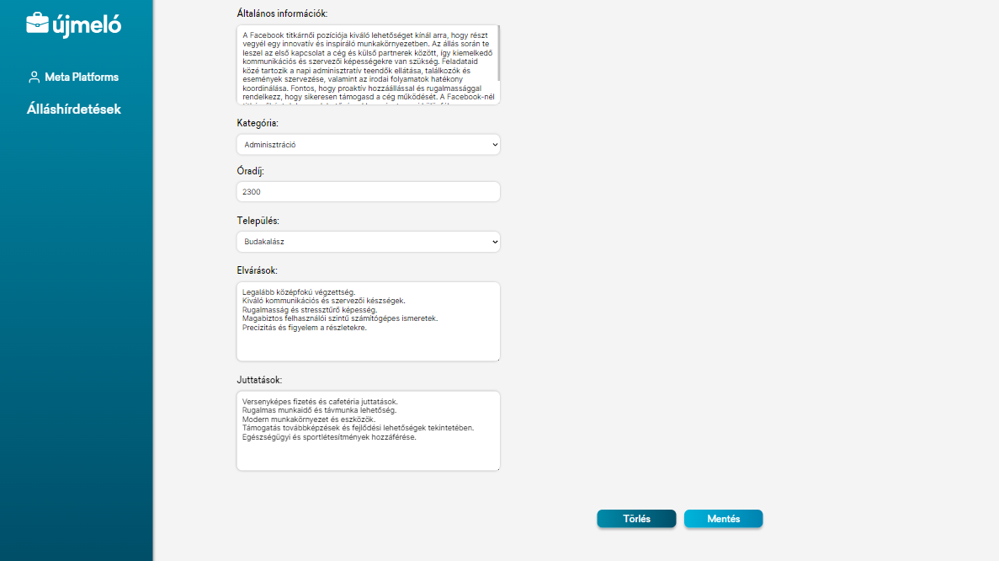 újmeló
Meta Platforms
Álláshirdetések
Általános információk:
A Facebook titkárnői pozíciója kiváló lehetőséget kínál arra, hogy részt
vegyél egy innovatív és inspiráló munkakörnyezetben. Az állás során te
leszel az első kapcsolat a cég és külső partnerek között, így kiemelkedő
kommunikációs és szervezői képességekre van szükség. Feladataid
közé tartozik a napi adminisztratív teendők ellátása, találkozók és
események szervezése, valamint az irodai folyamatok hatékony
koordinálása. Fontos, hogy proaktív hozzáállással és rugalmassággal
rendelkezz, hogy sikeresen támogasd a cég működését. A Facebook-nél
Kategória:
Adminisztráció
Óradíj:
2300
Település:
Budakalász
Elvárások:
Legalább középfokú végzettség.
Kiváló kommunikációs és szervezői készségek.
Rugalmasság és stressztűrő képesség.
Magabiztos felhasználói szintű számítógépes ismeretek.
Precizitás és figyelem a részletekre.
Juttatások:
Versenyképes fizetés és cafetéria juttatások.
Rugalmas munkaidő és távmunka lehetőség.
Modern munkakörnyezet és eszközök.
Támogatás továbbképzések és fejlődési lehetőségek tekintetében.
Egészségügyi és sportlétesítmények hozzáférése.
Törlés
Mentés